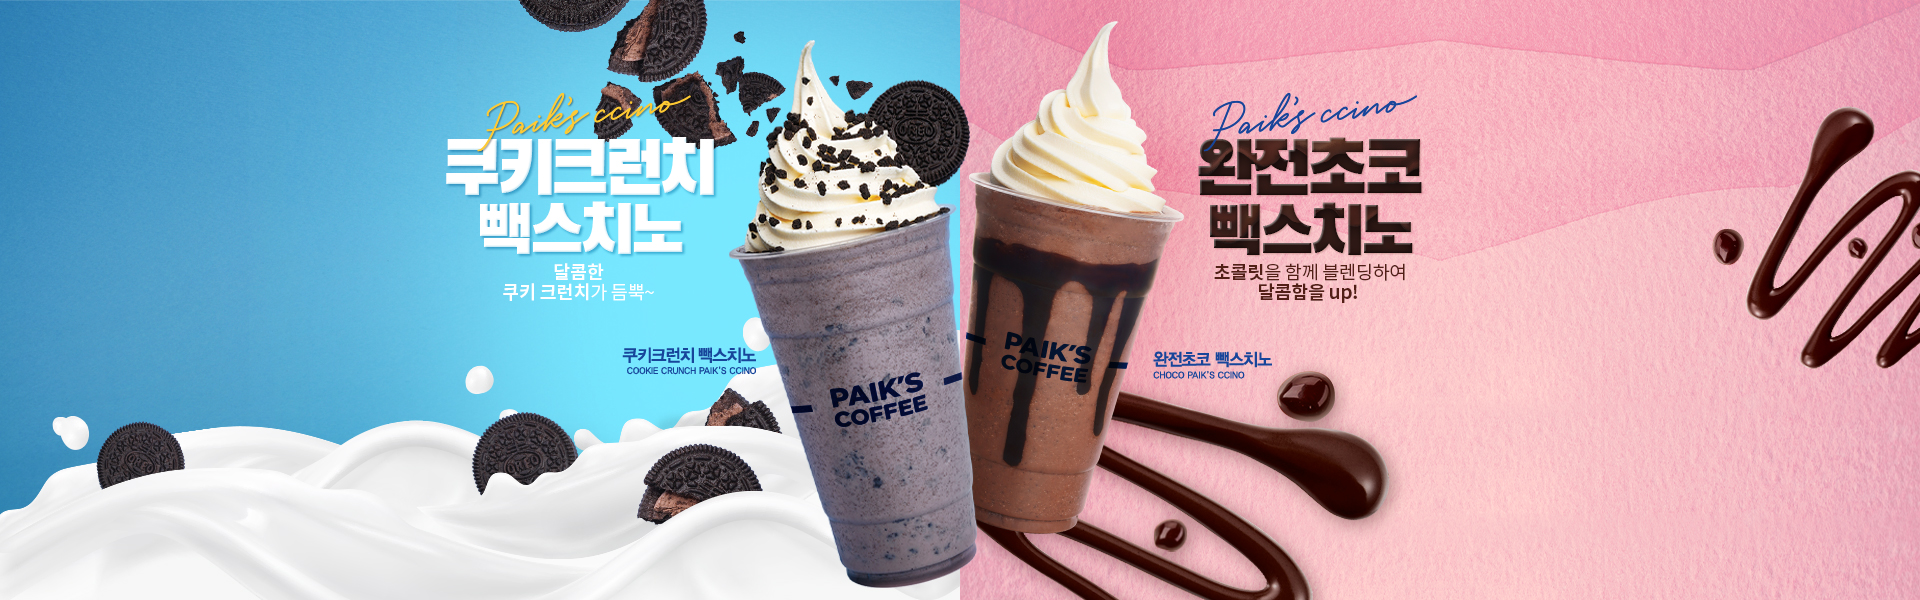 Paik's ccino
쿠키크런치
빽스치노
달콤한
쿠키 크런치가 듬뿍~
쿠키크런치 빽스치노
COOKIE CRUNCH PAIK'S CCINO
PAIK'S
COFFEE
Paik's ccino
완전초코
빽스치노
초콜릿을 함께 블렌딩하여
달콤함을 up!
완전초코 빽스치노
CHOCO PAIK'S CCINO
PAIK'S
COFFEE
OREO